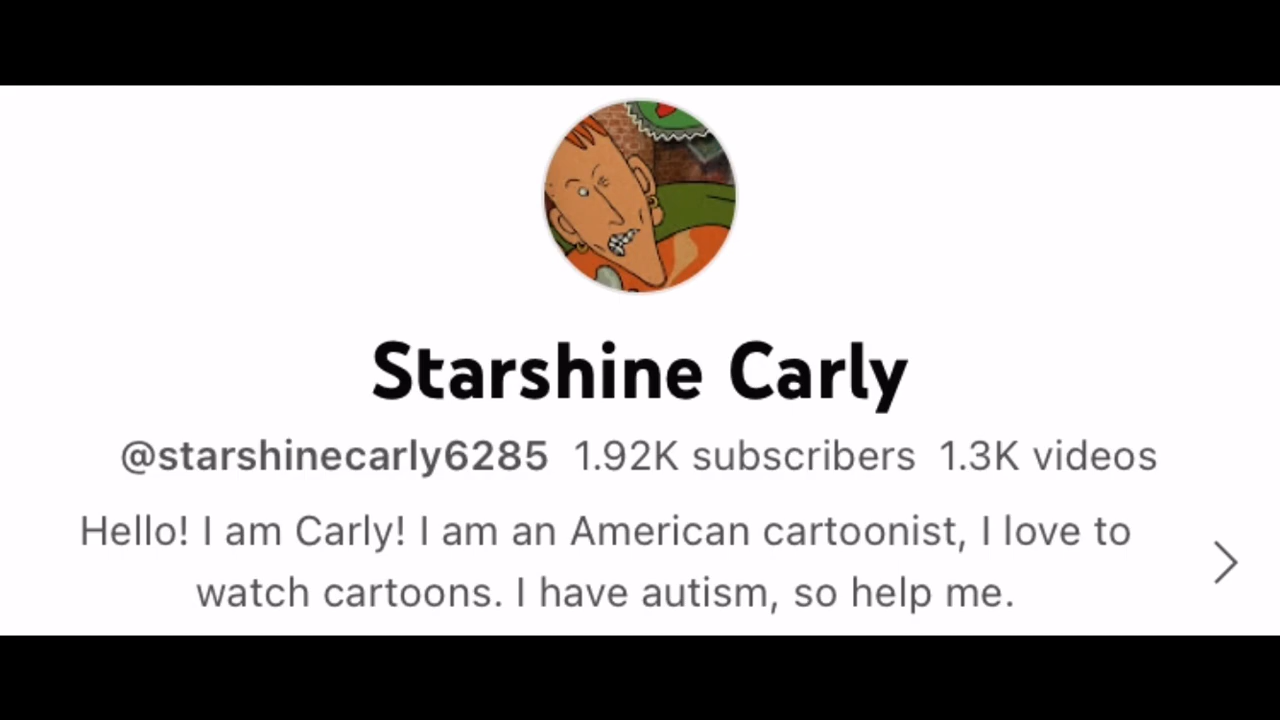 Starshine Carly
@starshinecarly6285 1.92K subscribers 1.3K videos
Hello! I am Carly! I am an American cartoonist, I love to
watch cartoons. I have autism, so help me.